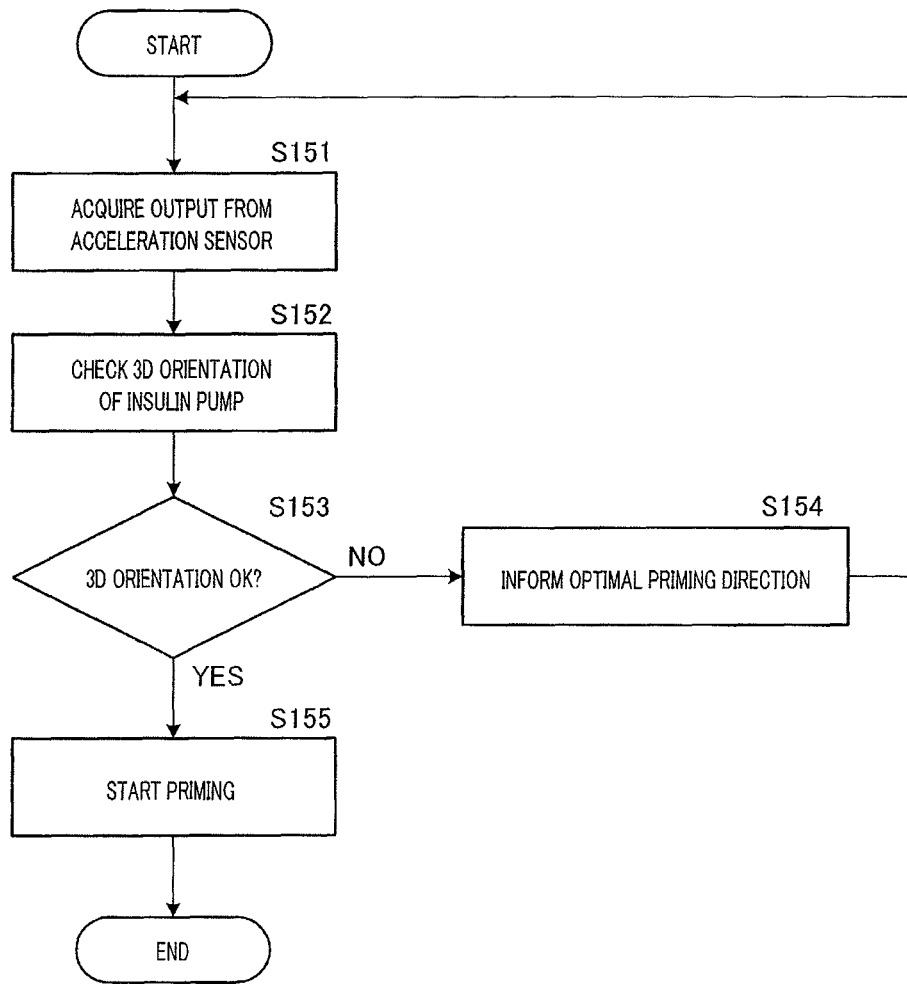 START
S151
ACQUIRE OUTPUT FROM
ACCELERATION SENSOR
S152
CHECK 3D ORIENTATION
OF INSULIN PUMP
S153
3D ORIENTATION OK?
NO
S154
INFORM OPTIMAL PRIMING DIRECTION
YES
S155
START PRIMING
END